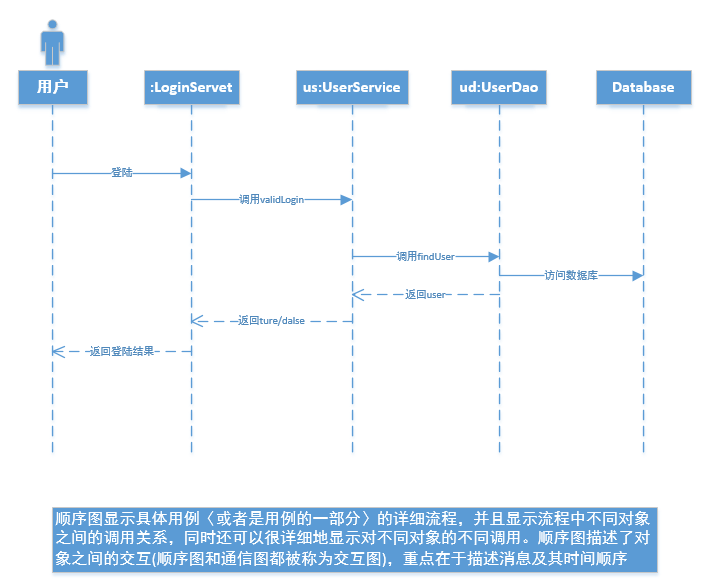 用户 :LoginServet us:UserService ud:UserDao Database
登陆
调用validLogin
调用findUser
访问数据库
返回user
返回ture/dalse
返回登陆结果
顺序图显示具体用例〈或者是用例的一部分〉的详细流程，并且显示流程中不同对象
之间的调用关系，同时还可以很详细地显示对不同对象的不同调用。顺序图描述了对
象之间的交互(顺序图和通信图都被称为交互图)，重点在于描述消息及其时间顺序